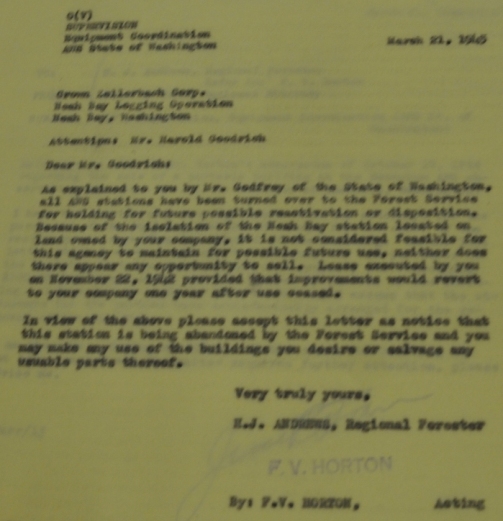 O(V)
SUPERVISION
Equipment Coordination
AWS State of Washington
March 21, 1945
Crown Zellerbach Corp.
Neah Bay Logging Operation
Neah Bay, Washington
Attention: Mr. Harold Goodrich
Dear Mr. Goodrich:
As explained to you by Mr. Godfrey of the State of Washington,
all AWS stations have been turned over to the Forest Service
for holding for future possible reactivation or disposition.
Because of the isolation of the Neah Bay station located on
land owned by your company, it is not considered feasible for
this agency to maintain for possible future use, neither does
there appear any opportunity to sell. Lease executed by you
on November 22, 1942 provided that improvements would revert
to your company one year after use ceased.
In view of the above please accept this letter as notice that
this station is being abandoned by the Forest Service and you
may make any use of the buildings you desire or salvage any
usable parts thereof.
Very truly yours,
H.J. ANDREWS, Regional Forester
F. V. HORTON
By: F.V. HORTON, Acting